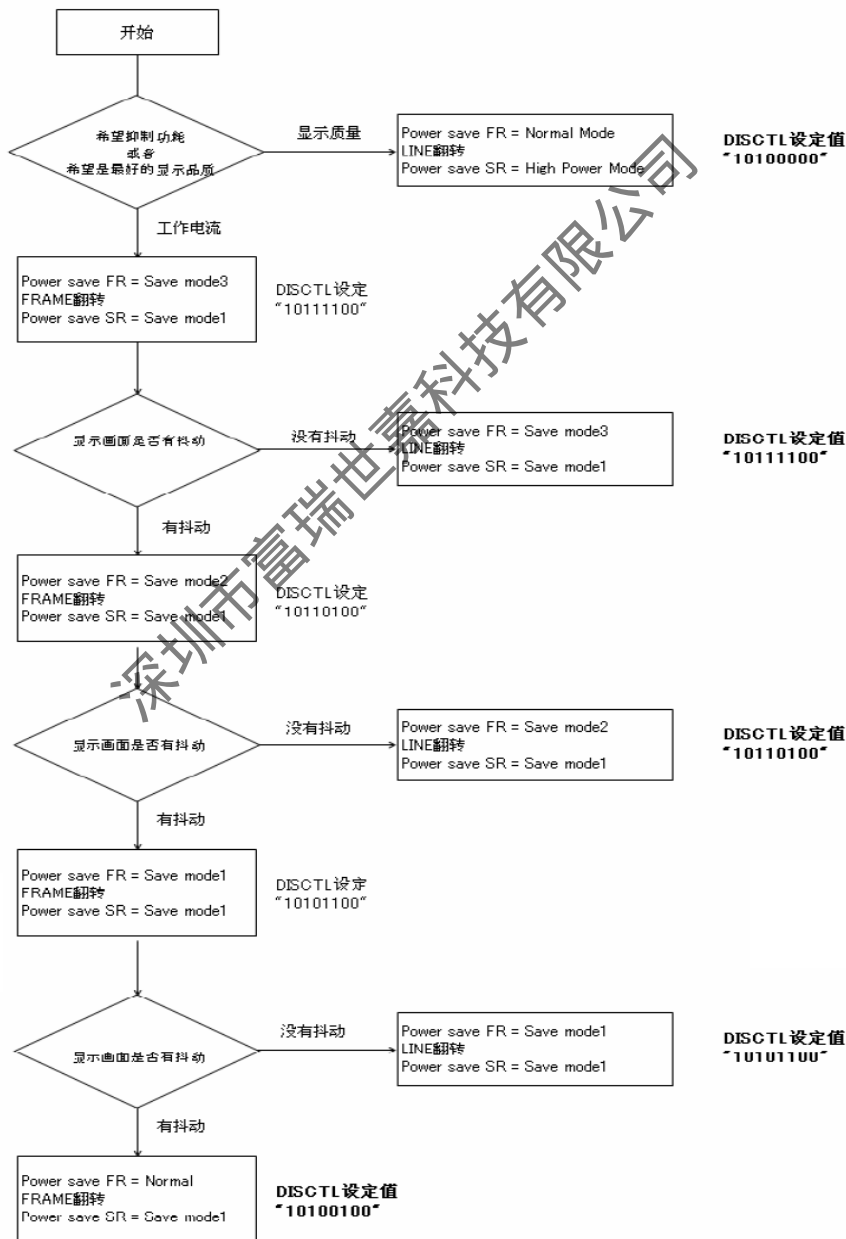 开始
希望抑制功能
或者
希望是最好的显示品质
显示质量
Power save FR = Normal Mode
LINE翻转
Power save SR = High Power Mode
DISCTL设定值
"10100000"
工作电流
Power save FR = Save mode3
FRAME翻转
Power save SR = Save mode1
DISCTL设定
"10111100"
显示画面是否有抖动
没有抖动
Power save FR = Save mode3
LINE翻转
Power save SR = Save mode1
DISCTL设定值
"10111100"
有抖动
Power save FR = Save mode2
FRAME翻转
Power save SR = Save mode1
DISCTL设定
"10110100"
显示画面是否有抖动
没有抖动
Power save FR = Save mode2
LINE翻转
Power save SR = Save mode1
DISCTL设定值
"10110100"
有抖动
Power save FR = Save mode1
FRAME翻转
Power save SR = Save mode1
DISCTL设定
"10101100"
显示画面是否有抖动
没有抖动
Power save FR = Save mode1
LINE翻转
Power save SR = Save mode1
DISCTL设定值
"10101100"
有抖动
Power save FR = Normal
FRAME翻转
Power save SR = Save mode1
DISCTL设定值
"10100100"
深圳市富瑞世嘉科技有限公司